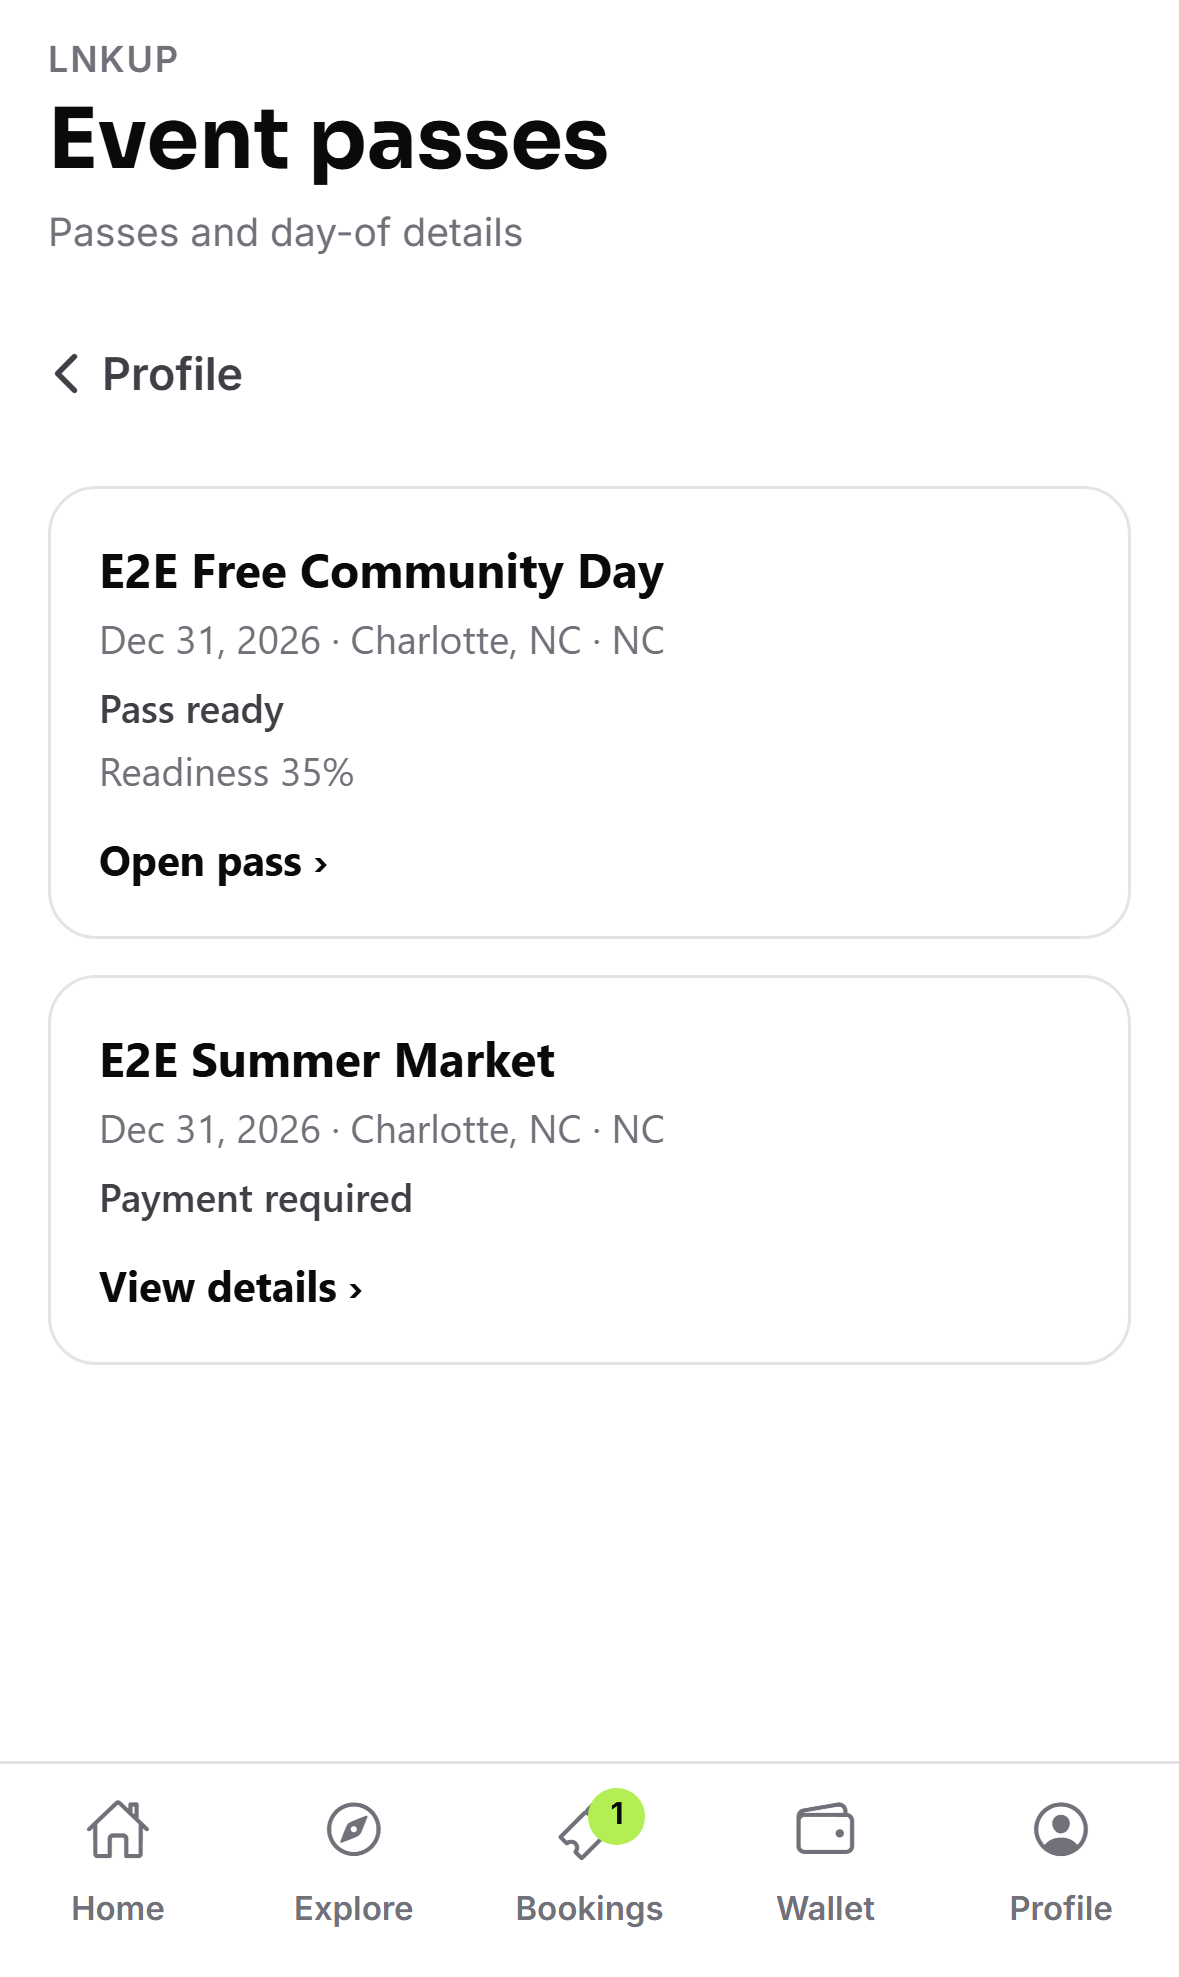 LNKUP
Event passes
Passes and day-of details
Profile
E2E Free Community Day
Dec 31, 2026 · Charlotte, NC · NC
Pass ready
Readiness 35%
Open pass ›
E2E Summer Market
Dec 31, 2026 · Charlotte, NC · NC
Payment required
View details ›
1
Home Explore Bookings Wallet Profile